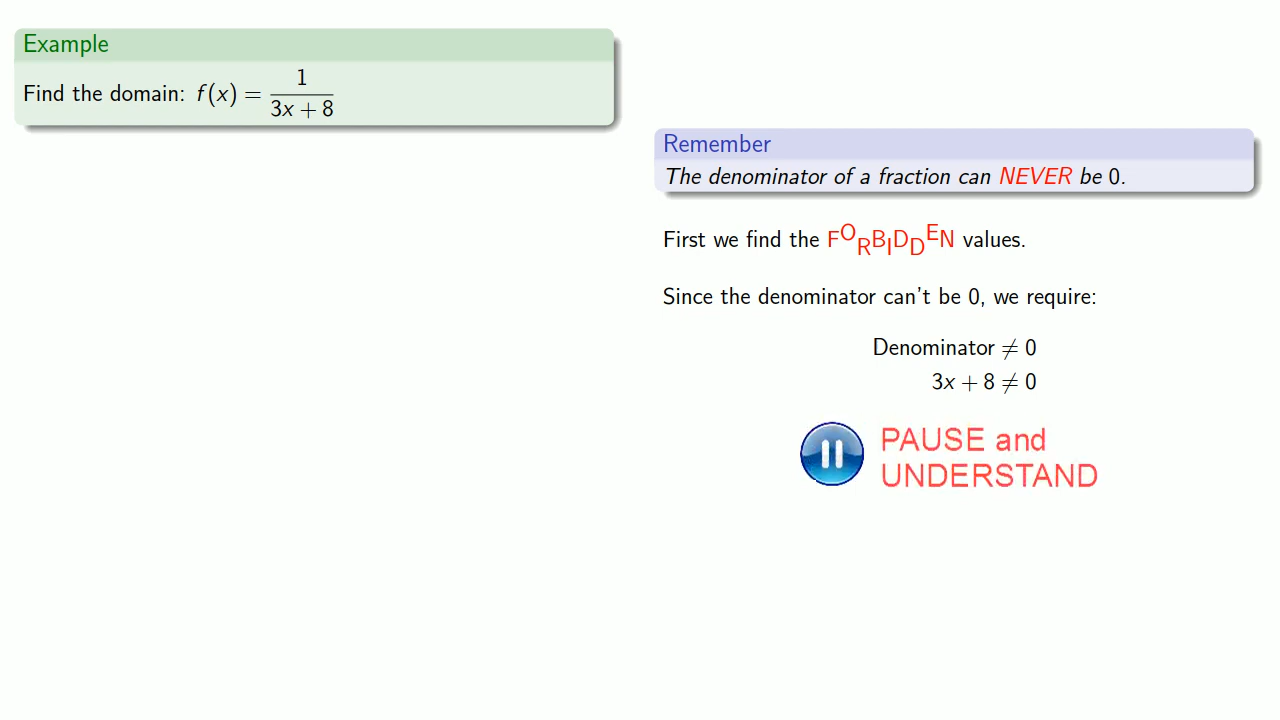 Example
Find the domain: f(x) = 1/(3x + 8)
Remember
The denominator of a fraction can NEVER be 0.
First we find the FORBIDDEN values.
Since the denominator can't be 0, we require:
Denominator ≠ 0
3x + 8 ≠ 0
PAUSE and
UNDERSTAND